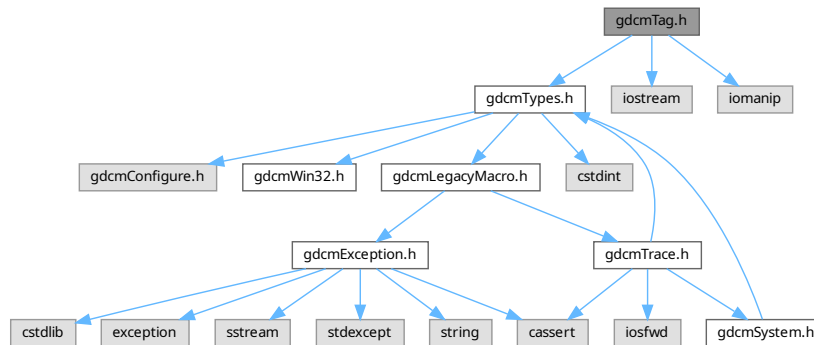 gdcmTag.h
gdcmTypes.h
iostream
iomanip
gdcmConfigure.h
gdcmWin32.h
gdcmLegacyMacro.h
cstdint
gdcmException.h
gdcmTrace.h
cstdlib
exception
sstream
stdexcept
string
cassert
iosfwd
gdcmSystem.h